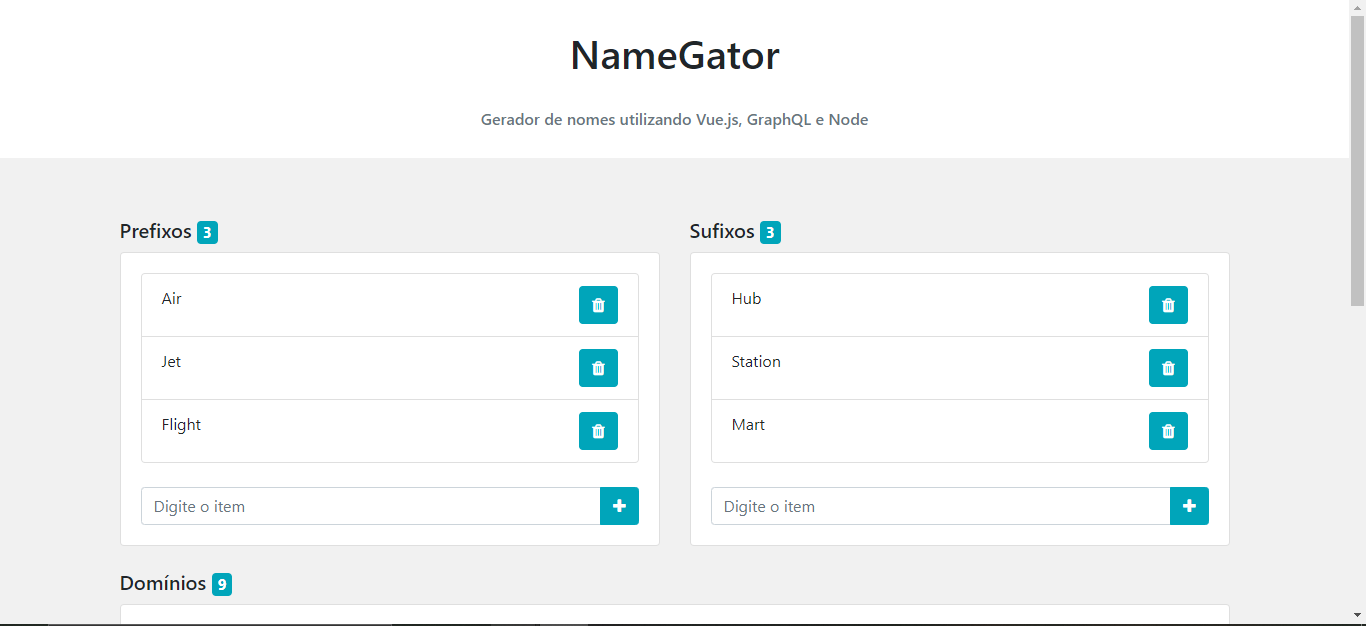 NameGator
Gerador de nomes utilizando Vue.js, GraphQL e Node
Prefixos 3
Air
Jet
Flight
Digite o item
Sufixos 3
Hub
Station
Mart
Digite o item
Domínios 9